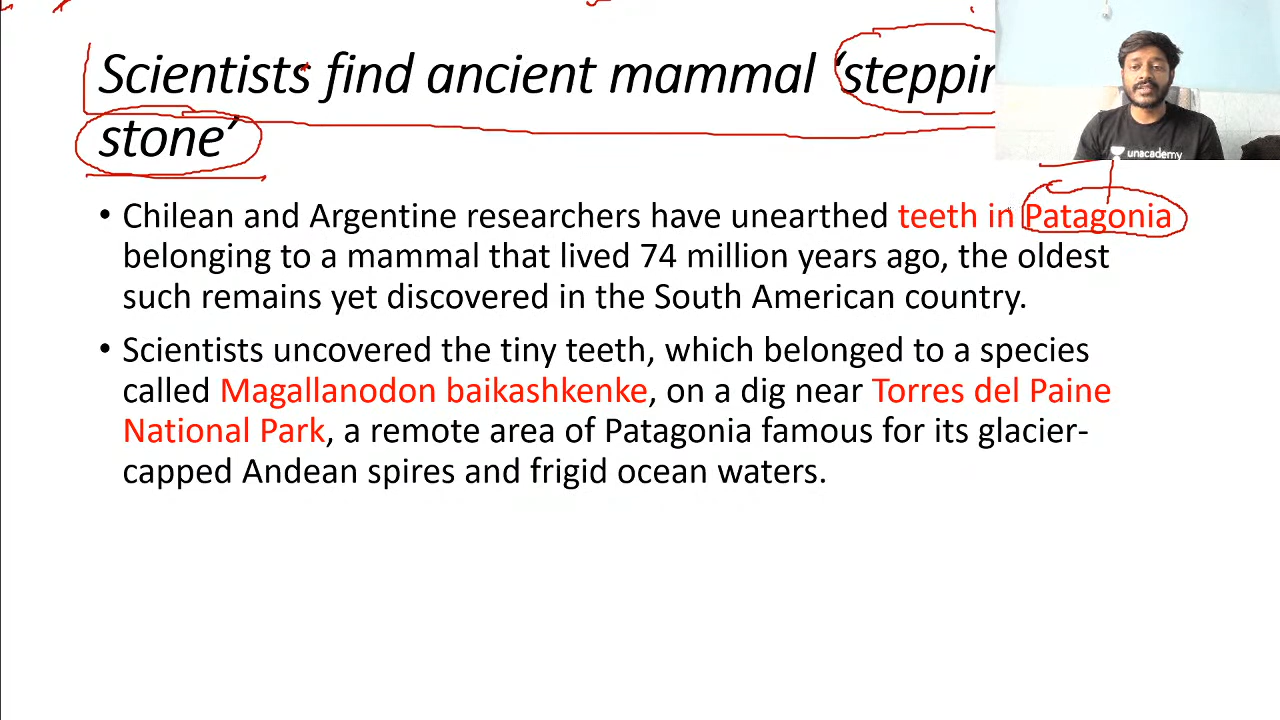 Scientists find ancient mammal ‘steppin
stone’
• Chilean and Argentine researchers have unearthed teeth in Patagonia
belonging to a mammal that lived 74 million years ago, the oldest
such remains yet discovered in the South American country.
• Scientists uncovered the tiny teeth, which belonged to a species
called Magallanodon baikashkenke, on a dig near Torres del Paine
National Park, a remote area of Patagonia famous for its glacier-
capped Andean spires and frigid ocean waters.
unacademy